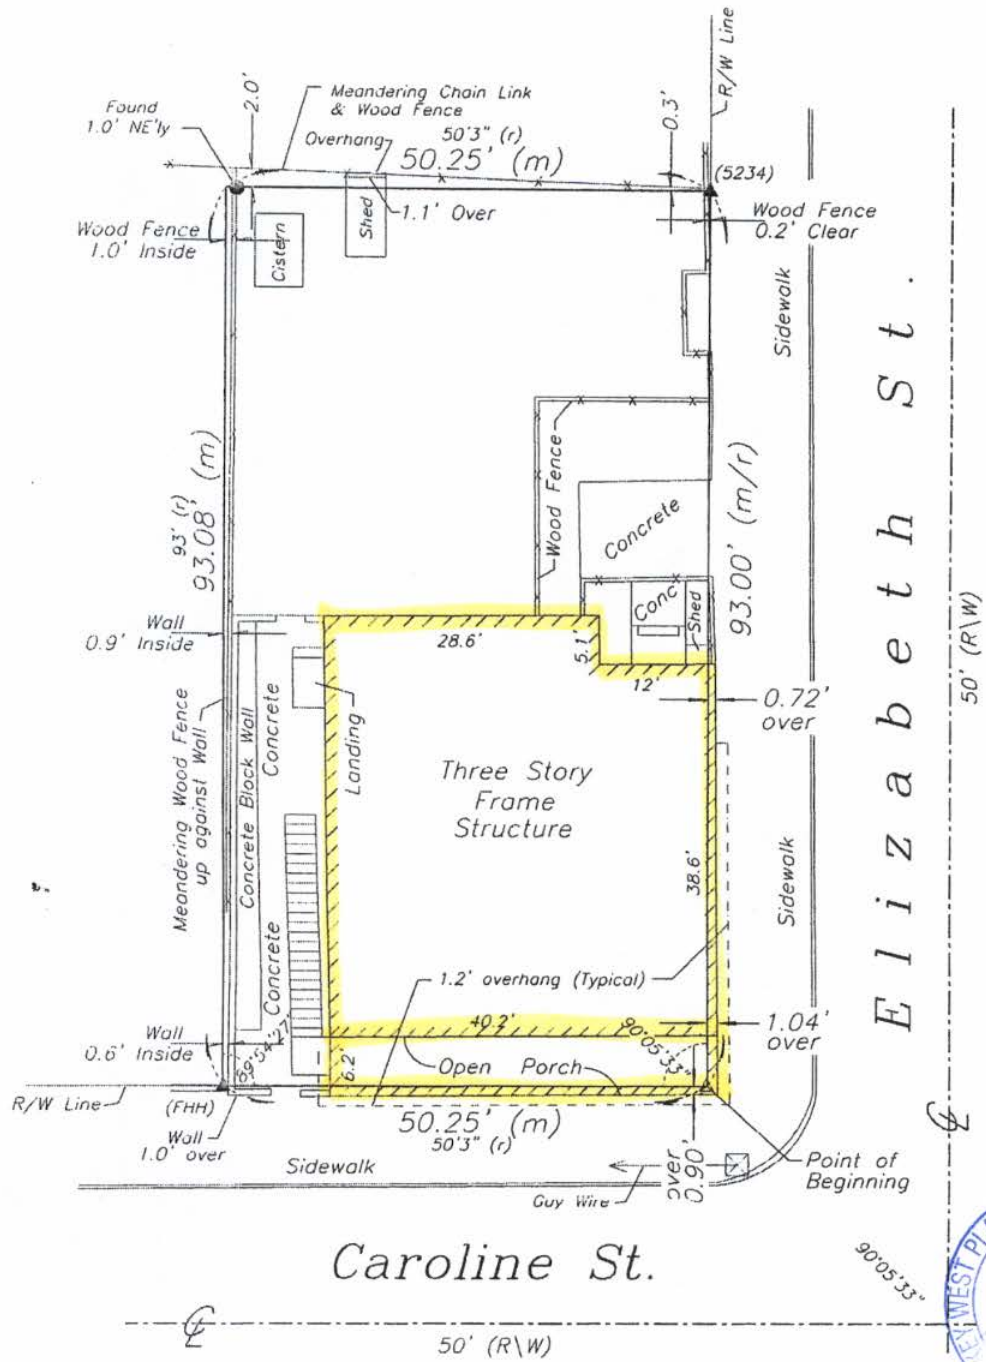 R/W Line
2.0'
Meandering Chain Link
& Wood Fence
Found
1.0' NE'ly
Overhang
50'3" (r)
50.25' (m)
0.3'
(5234)
1.1' Over
Shed
Cistern
Wood Fence
1.0' Inside
Wood Fence
0.2' Clear
Sidewalk
Elizabeth St.
93' (r)
93.08' (m)
Wood Fence
Concrete
93.00' (m/r)
50' (R\W)
Conc
Shed
Wall
0.9' Inside
28.6'
5.1'
12'
0.72'
over
Meandering Wood Fence
up against Wall
Concrete Block Wall
Concrete
Landing
Three Story
Frame
Structure
38.6'
Sidewalk
Concrete
1.2' overhang (Typical)
40.2'
1.04'
over
Wall
0.6' Inside
6.2'
Open Porch
90°05'33"
R/W Line
(FHH)
Wall
1.0' over
50.25' (m)
50'3" (r)
over
0.90'
Point of
Beginning
Sidewalk
Guy Wire
Caroline St.
90°05'33"
50' (R\W)
WEST